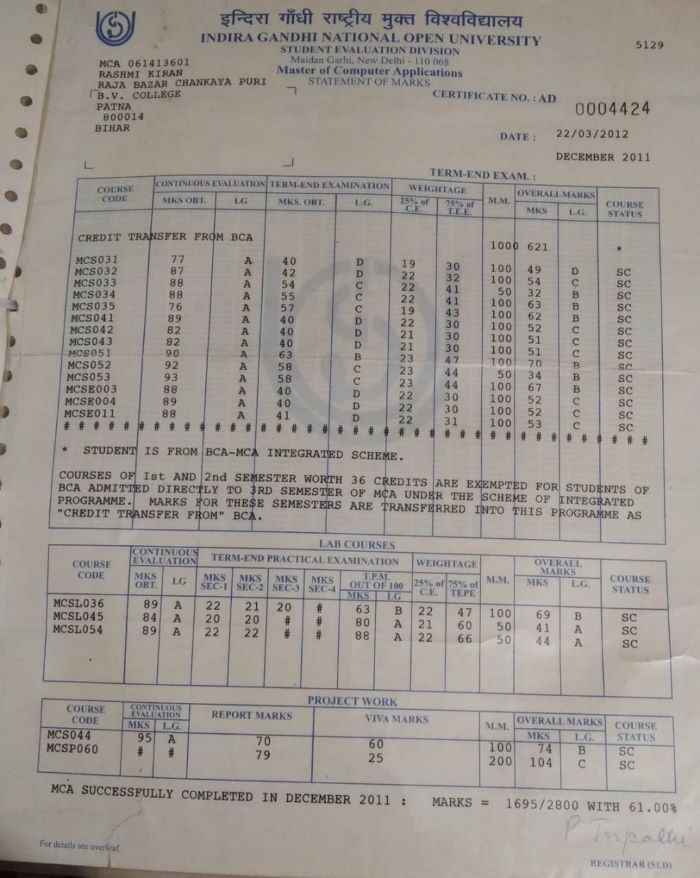 इन्दिरा गाँधी राष्ट्रीय मुक्त विश्वविद्यालय
INDIRA GANDHI NATIONAL OPEN UNIVERSITY
5129
STUDENT EVALUATION DIVISION
Maidan Garhi, New Delhi - 110 068
Master of Computer Applications
STATEMENT OF MARKS
MCA 061413601
RASHMI KIRAN
RAJA BAZAR CHANKAYA PURI
B.V. COLLEGE
PATNA
800014
BIHAR
CERTIFICATE NO. : AD 0004424
DATE : 22/03/2012
DECEMBER 2011
TERM-END EXAM. :
COURSE CODE CONTINUOUS EVALUATION TERM-END EXAMINATION WEIGHTAGE M.M. OVERALL MARKS COURSE STATUS
MKS OBT. LG MKS. OBT. L.G. 25% of C.E. 75% of T.E.E. MKS L.G.
CREDIT TRANSFER FROM BCA 1000 621 *
MCS031 77 A 40 D 19 30 100 49 D SC
MCS032 87 A 42 D 22 32 100 54 C SC
MCS033 88 A 54 C 22 41 50 32 B SC
MCS034 88 A 55 C 22 41 100 63 B SC
MCS035 76 A 57 C 19 43 100 62 B SC
MCS041 89 A 40 D 22 30 100 52 C SC
MCS042 82 A 40 D 21 30 100 51 C SC
MCS043 82 A 40 D 21 30 100 51 C SC
MCS051 90 A 63 B 23 47 100 70 B SC
MCS052 92 A 58 C 23 44 50 34 B SC
MCS053 93 A 58 C 23 44 100 67 B SC
MCSE003 88 A 40 D 22 30 100 52 C SC
MCSE004 89 A 40 D 22 30 100 52 C SC
MCSE011 88 A 41 D 22 31 100 53 C SC
# # # # # # # # # # # # # # # # # # # # # # # # # # # # # # # # # # # # # # # #
* STUDENT IS FROM BCA-MCA INTEGRATED SCHEME.
COURSES OF 1st AND 2nd SEMESTER WORTH 36 CREDITS ARE EXEMPTED FOR STUDENTS OF
BCA ADMITTED DIRECTLY TO 3RD SEMESTER OF MCA UNDER THE SCHEME OF INTEGRATED
PROGRAMME. MARKS FOR THESE SEMESTERS ARE TRANSFERRED INTO THIS PROGRAMME AS
"CREDIT TRANSFER FROM" BCA.
LAB COURSES
COURSE CODE CONTINUOUS EVALUATION TERM-END PRACTICAL EXAMINATION WEIGHTAGE M.M. OVERALL MARKS COURSE STATUS
MKS OBT. LG MKS SEC-1 MKS SEC-2 MKS SEC-3 MKS SEC-4 T.P.M. OUT OF 100 MKS LG 25% of C.E. 75% of TEPE MKS L.G.
MCSL036 89 A 22 21 20 # 63 B 22 47 100 69 B SC
MCSL045 84 A 20 20 # # 80 A 21 60 50 41 A SC
MCSL054 89 A 22 22 # # 88 A 22 66 50 44 A SC
PROJECT WORK
COURSE CODE CONTINUOUS EVALUATION REPORT MARKS VIVA MARKS M.M. OVERALL MARKS COURSE STATUS
MKS L.G. MKS L.G.
MCS044 95 A 70 60 100 74 B SC
MCSP060 # # 79 25 200 104 C SC
MCA SUCCESSFULLY COMPLETED IN DECEMBER 2011 : MARKS = 1695/2800 WITH 61.00%
P Tripathi
For details see overleaf.
REGISTRAR (SED)